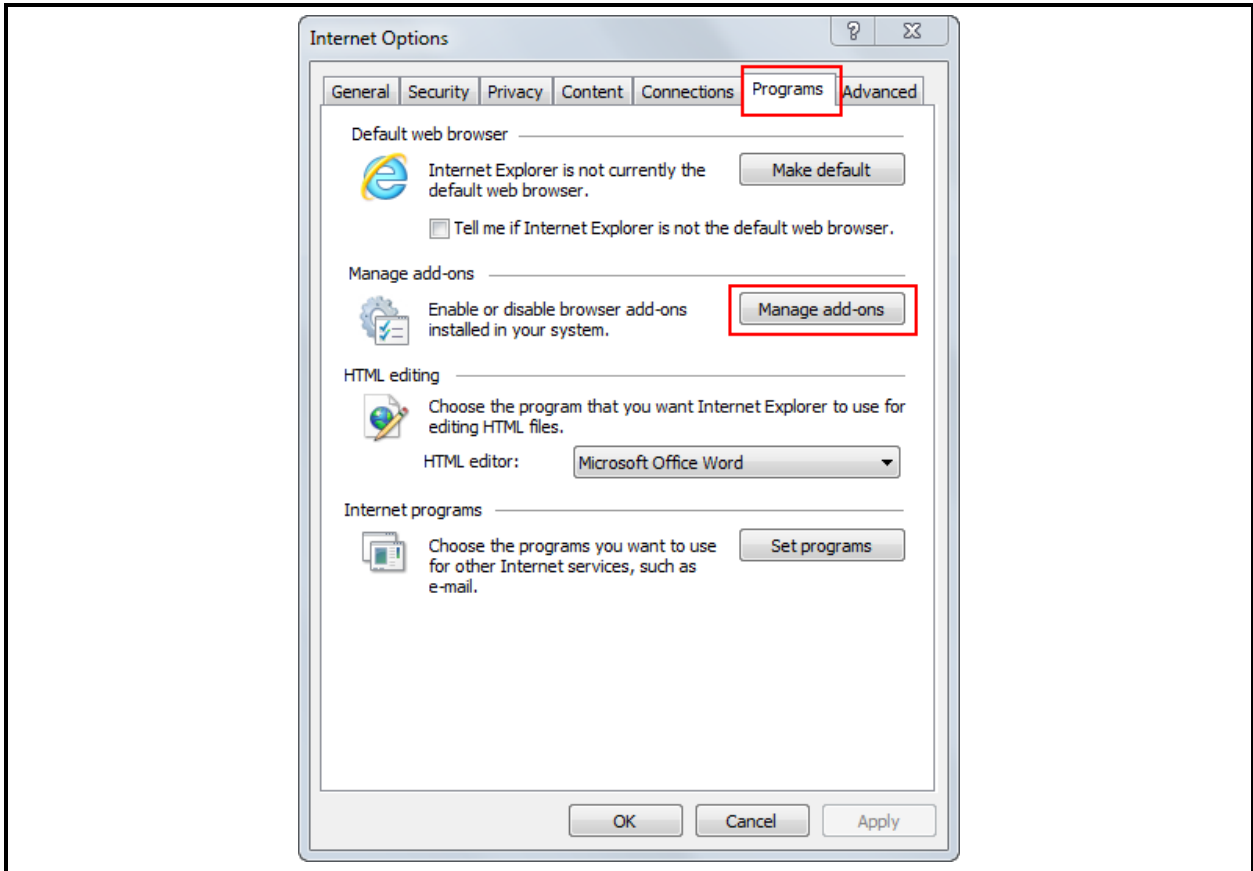 Internet Options
General Security Privacy Content Connections Programs Advanced
Default web browser
Internet Explorer is not currently the
default web browser.
Make default
Tell me if Internet Explorer is not the default web browser.
Manage add-ons
Enable or disable browser add-ons
installed in your system.
Manage add-ons
HTML editing
Choose the program that you want Internet Explorer to use for
editing HTML files.
HTML editor: Microsoft Office Word
Internet programs
Choose the programs you want to use
for other Internet services, such as
e-mail.
Set programs
OK Cancel Apply